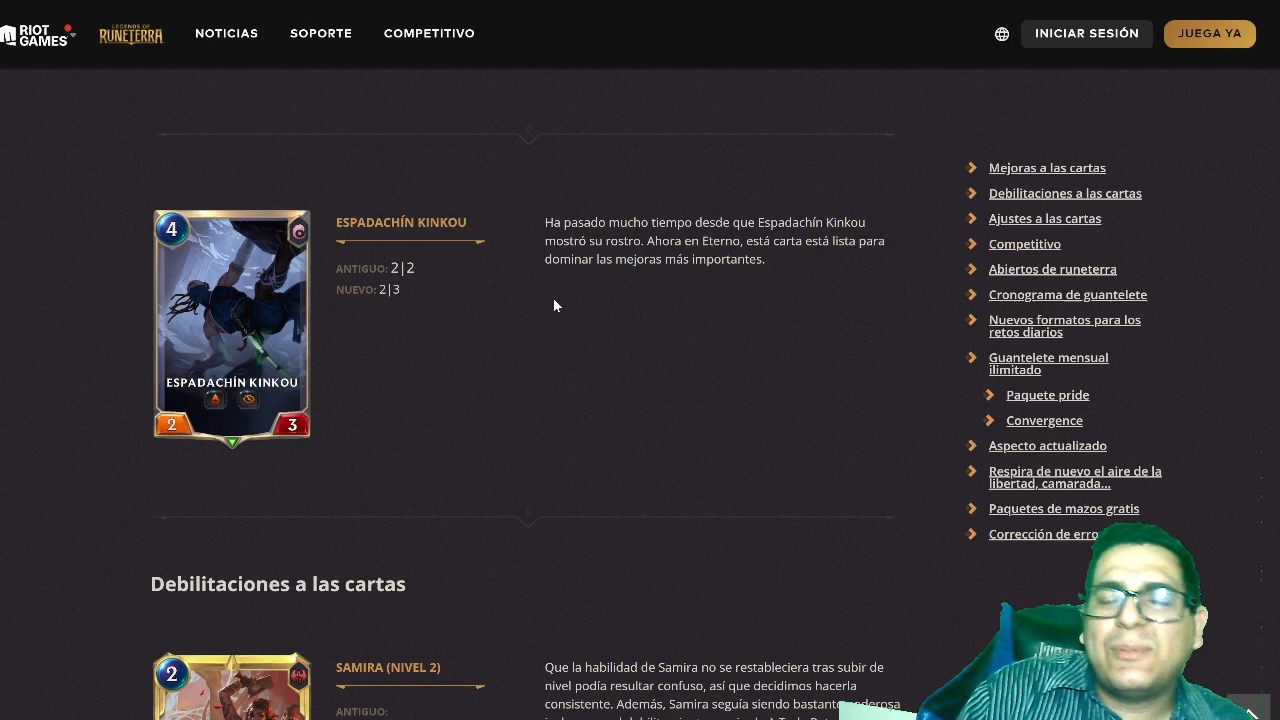 RIOT GAMES
LEGENDS OF RUNETERRA
NOTICIAS
SOPORTE
COMPETITIVO
INICIAR SESIÓN
JUEGA YA
4
ESPADACHÍN KINKOU
2
3
ESPADACHÍN KINKOU
ANTIGUO: 2|2
NUEVO: 2|3
Ha pasado mucho tiempo desde que Espadachín Kinkou
mostró su rostro. Ahora en Eterno, está carta está lista para
dominar las mejoras más importantes.
Mejoras a las cartas
Debilitaciones a las cartas
Ajustes a las cartas
Competitivo
Abiertos de runeterra
Cronograma de guantelete
Nuevos formatos para los
retos diarios
Guantelete mensual
ilimitado
Paquete pride
Convergence
Aspecto actualizado
Respira de nuevo el aire de la
libertad, camarada...
Paquetes de mazos gratis
Corrección de erro
Debilitaciones a las cartas
2
SAMIRA (NIVEL 2)
ANTIGUO:
Que la habilidad de Samira no se restableciera tras subir de
nivel podía resultar confuso, así que decidimos hacerla
consistente. Además, Samira seguía siendo bastante poderosa